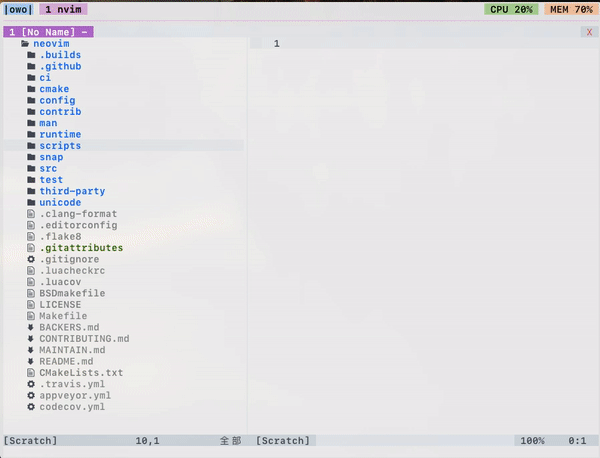 |owo| 1 nvim CPU 20% MEM 70%
1 [No Name] - X
neovim 1
.builds
.github
ci
cmake
config
contrib
man
runtime
scripts
snap
src
test
third-party
unicode
.clang-format
.editorconfig
.flake8
.gitattributes
.gitignore
.luacheckrc
.luacov
BSDmakefile
LICENSE
Makefile
BACKERS.md
CONTRIBUTING.md
MAINTAIN.md
README.md
CMakeLists.txt
.travis.yml
appveyor.yml
codecov.yml
[Scratch] 10,1 全部 [Scratch] 100% 0:1